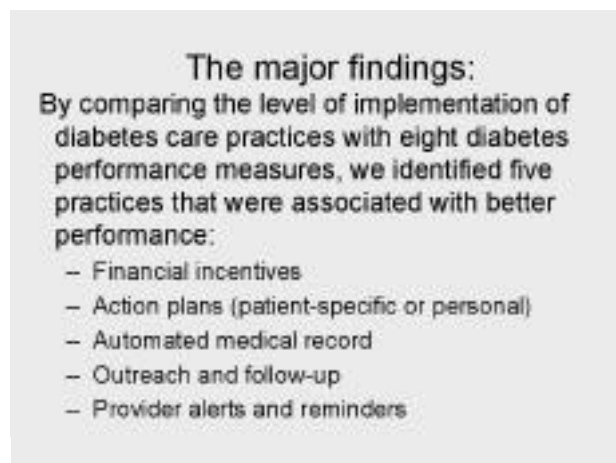 The major findings:
By comparing the level of implementation of
diabetes care practices with eight diabetes
performance measures, we identified five
practices that were associated with better
performance:
– Financial incentives
– Action plans (patient-specific or personal)
– Automated medical record
– Outreach and follow-up
– Provider alerts and reminders